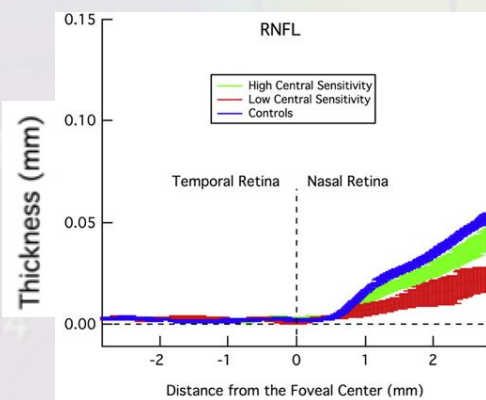 0.15
RNFL
High Central Sensitivity
Low Central Sensitivity
Controls
0.10
Thickness (mm)
Temporal Retina
Nasal Retina
0.05
0.00
-2 -1 0 1 2
Distance from the Foveal Center (mm)